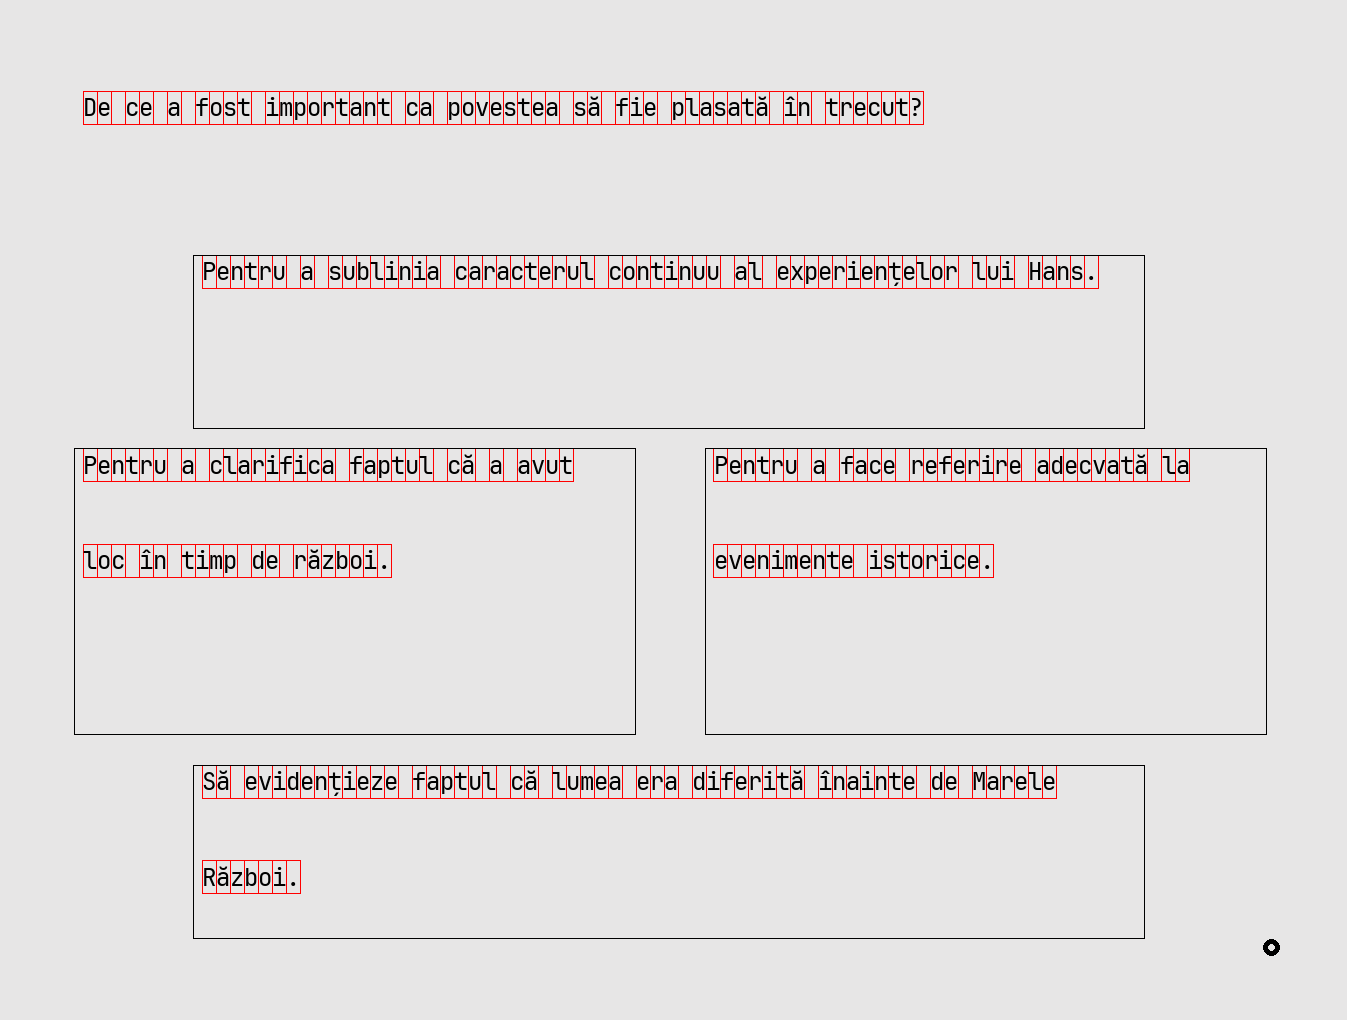 De ce a fost important ca povestea să fie plasată în trecut?
Pentru a sublinia caracterul continuu al experiențelor lui Hans.
Pentru a clarifica faptul că a avut
loc în timp de război.
Pentru a face referire adecvată la
evenimente istorice.
Să evidențieze faptul că lumea era diferită înainte de Marele
Război.